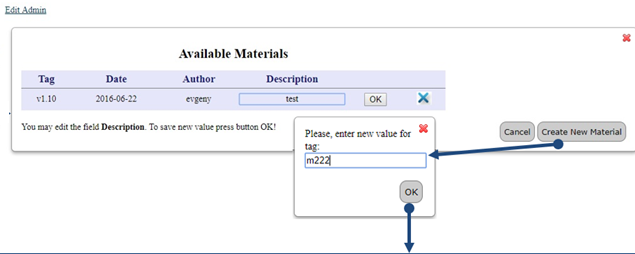 Edit Admin
Available Materials
Tag Date Author Description
v1.10 2016-06-22 evgeny test OK
You may edit the field Description. To save new value press button OK!
Cancel Create New Material
Please, enter new value for
tag:
m222
OK